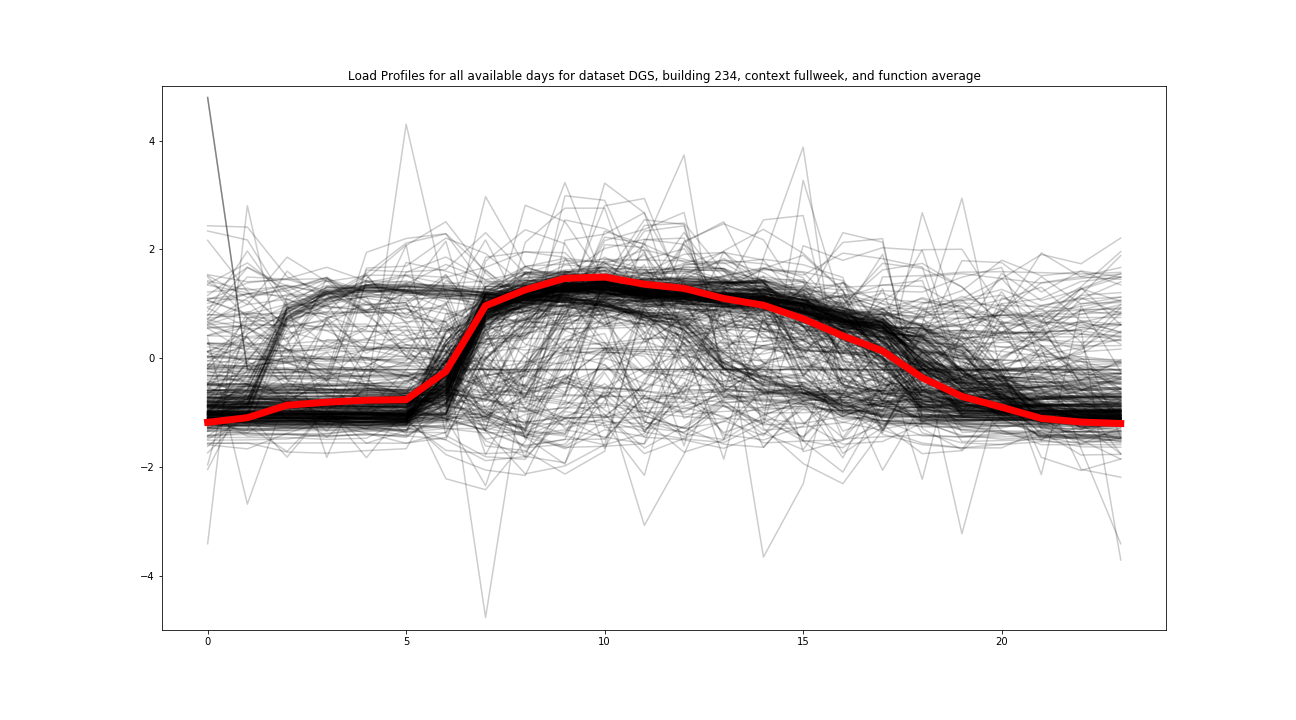 Load Profiles for all available days for dataset DGS, building 234, context fullweek, and function average
4
2
0
−2
−4
0 5 10 15 20